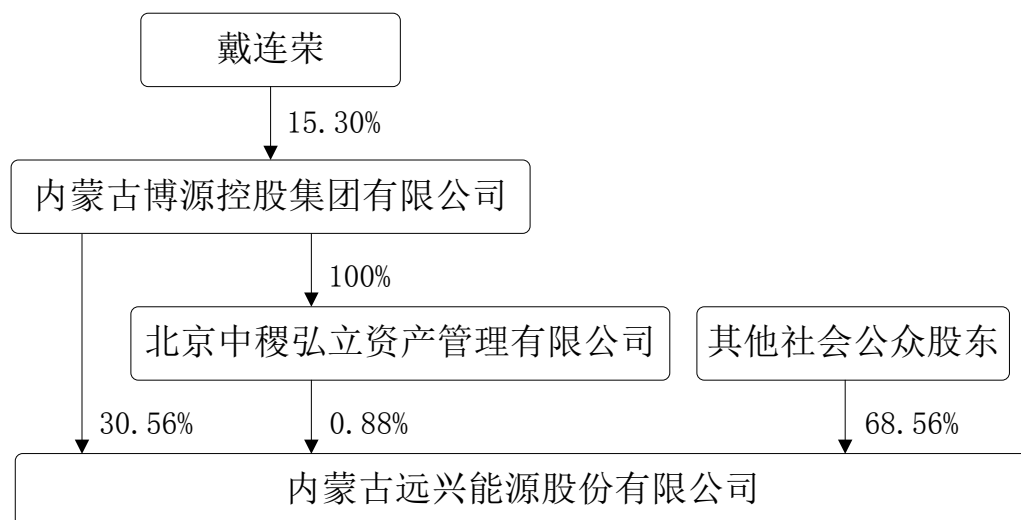 戴连荣
15.30%
内蒙古博源控股集团有限公司
100%
北京中稷弘立资产管理有限公司
其他社会公众股东
30.56%
0.88%
68.56%
内蒙古远兴能源股份有限公司